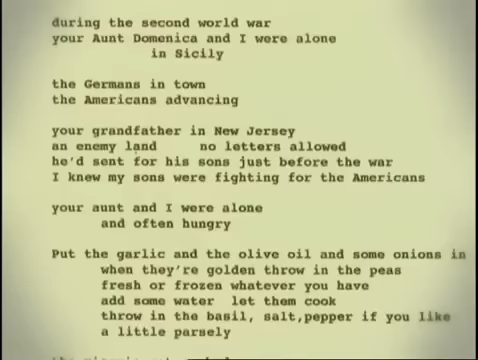 during the second world war
your Aunt Domenica and I were alone
in Sicily
the Germans in town
the Americans advancing
your grandfather in New Jersey
an enemy land no letters allowed
he'd sent for his sons just before the war
I knew my sons were fighting for the Americans
your aunt and I were alone
and often hungry
Put the garlic and the olive oil and some onions in
when they're golden throw in the peas
fresh or frozen whatever you have
add some water let them cook
throw in the basil, salt,pepper if you like
a little parsely